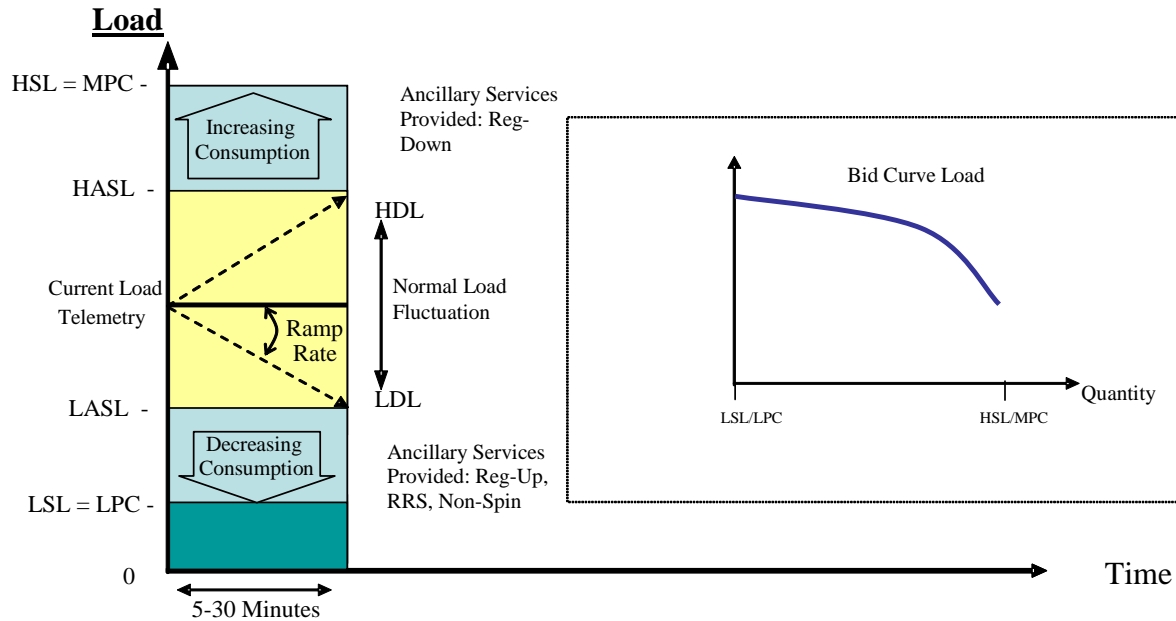 Load
HSL = MPC -
Increasing
Consumption
Ancillary Services
Provided: Reg-
Down
HASL -
HDL
Current Load
Telemetry
Normal Load
Fluctuation
Ramp
Rate
LDL
LASL -
Decreasing
Consumption
Ancillary Services
Provided: Reg-Up,
RRS, Non-Spin
LSL = LPC -
0
5-30 Minutes
Time
Bid Curve Load
Quantity
LSL/LPC
HSL/MPC